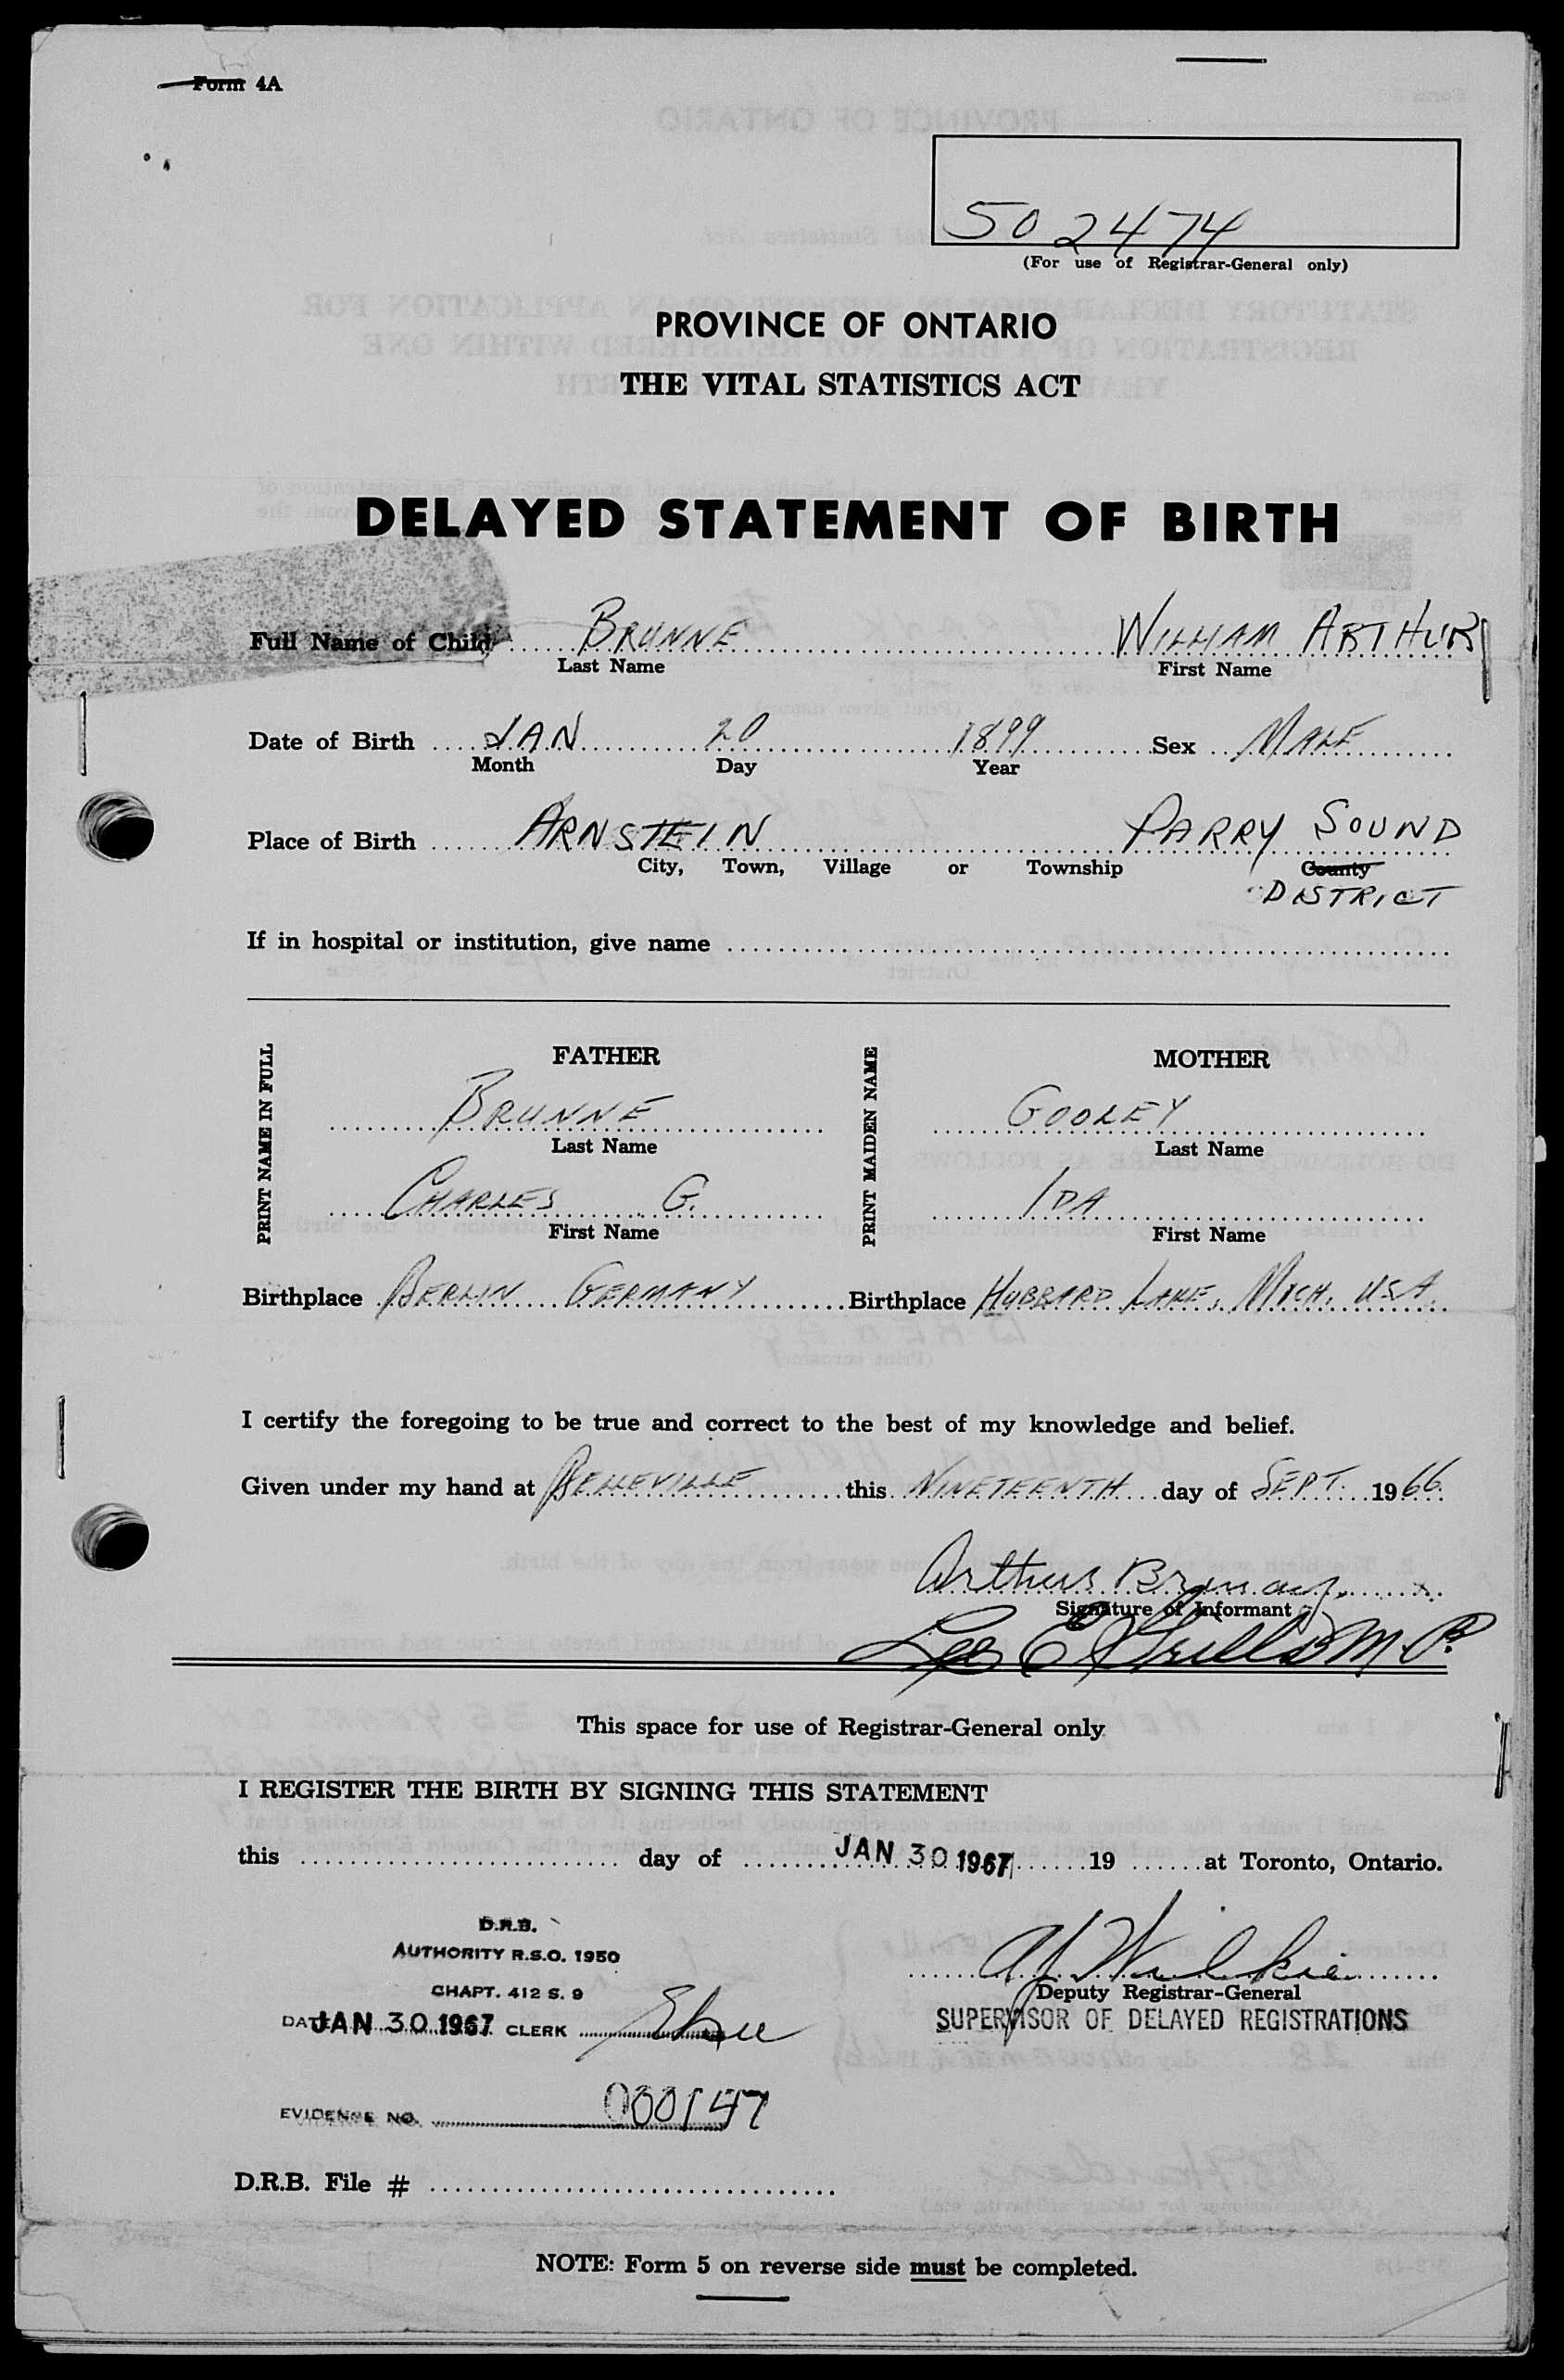 Form 4A
502474
(For use of Registrar-General only)
PROVINCE OF ONTARIO
THE VITAL STATISTICS ACT
DELAYED STATEMENT OF BIRTH
Full Name of Child BRUNNE WILLIAM ARTHUR
Last Name First Name
Date of Birth JAN 20 1899 Sex MALE
Month Day Year
Place of Birth ARNSTEIN PARRY SOUND
City, Town, Village or Township County
DISTRICT
If in hospital or institution, give name
FATHER MOTHER
PRINT NAME IN FULL PRINT MAIDEN NAME
BRUNNE GOOLEY
Last Name Last Name
CHARLES G. IDA
First Name First Name
Birthplace BERLIN GERMANY Birthplace HUBBARD LAKE, MICH. USA
I certify the foregoing to be true and correct to the best of my knowledge and belief.
Given under my hand at BELLEVILLE this NINETEENTH day of SEPT. 1966
Arthur
Signature of Informant
Lee E Grills M.P.
This space for use of Registrar-General only
I REGISTER THE BIRTH BY SIGNING THIS STATEMENT
this day of JAN 30 1967 19 at Toronto, Ontario.
D.R.B.
AUTHORITY R.S.O. 1950
CHAPT. 412 S. 9
DATE JAN 30 1967 CLERK
A J Wilkie
Deputy Registrar-General
SUPERVISOR OF DELAYED REGISTRATIONS
EVIDENCE NO. 000147
D.R.B. File #
NOTE: Form 5 on reverse side must be completed.